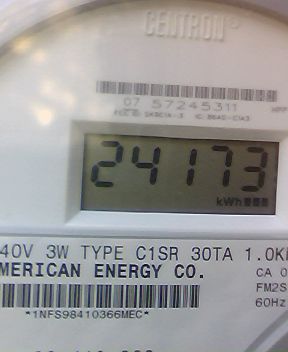 CENTRON®
07 57245311
24173
kWh
40V 3W TYPE C1SR 30TA 1.0K
MERICAN ENERGY CO.
CA 0
FM2S
60Hz
*1NFS98410366MEC*